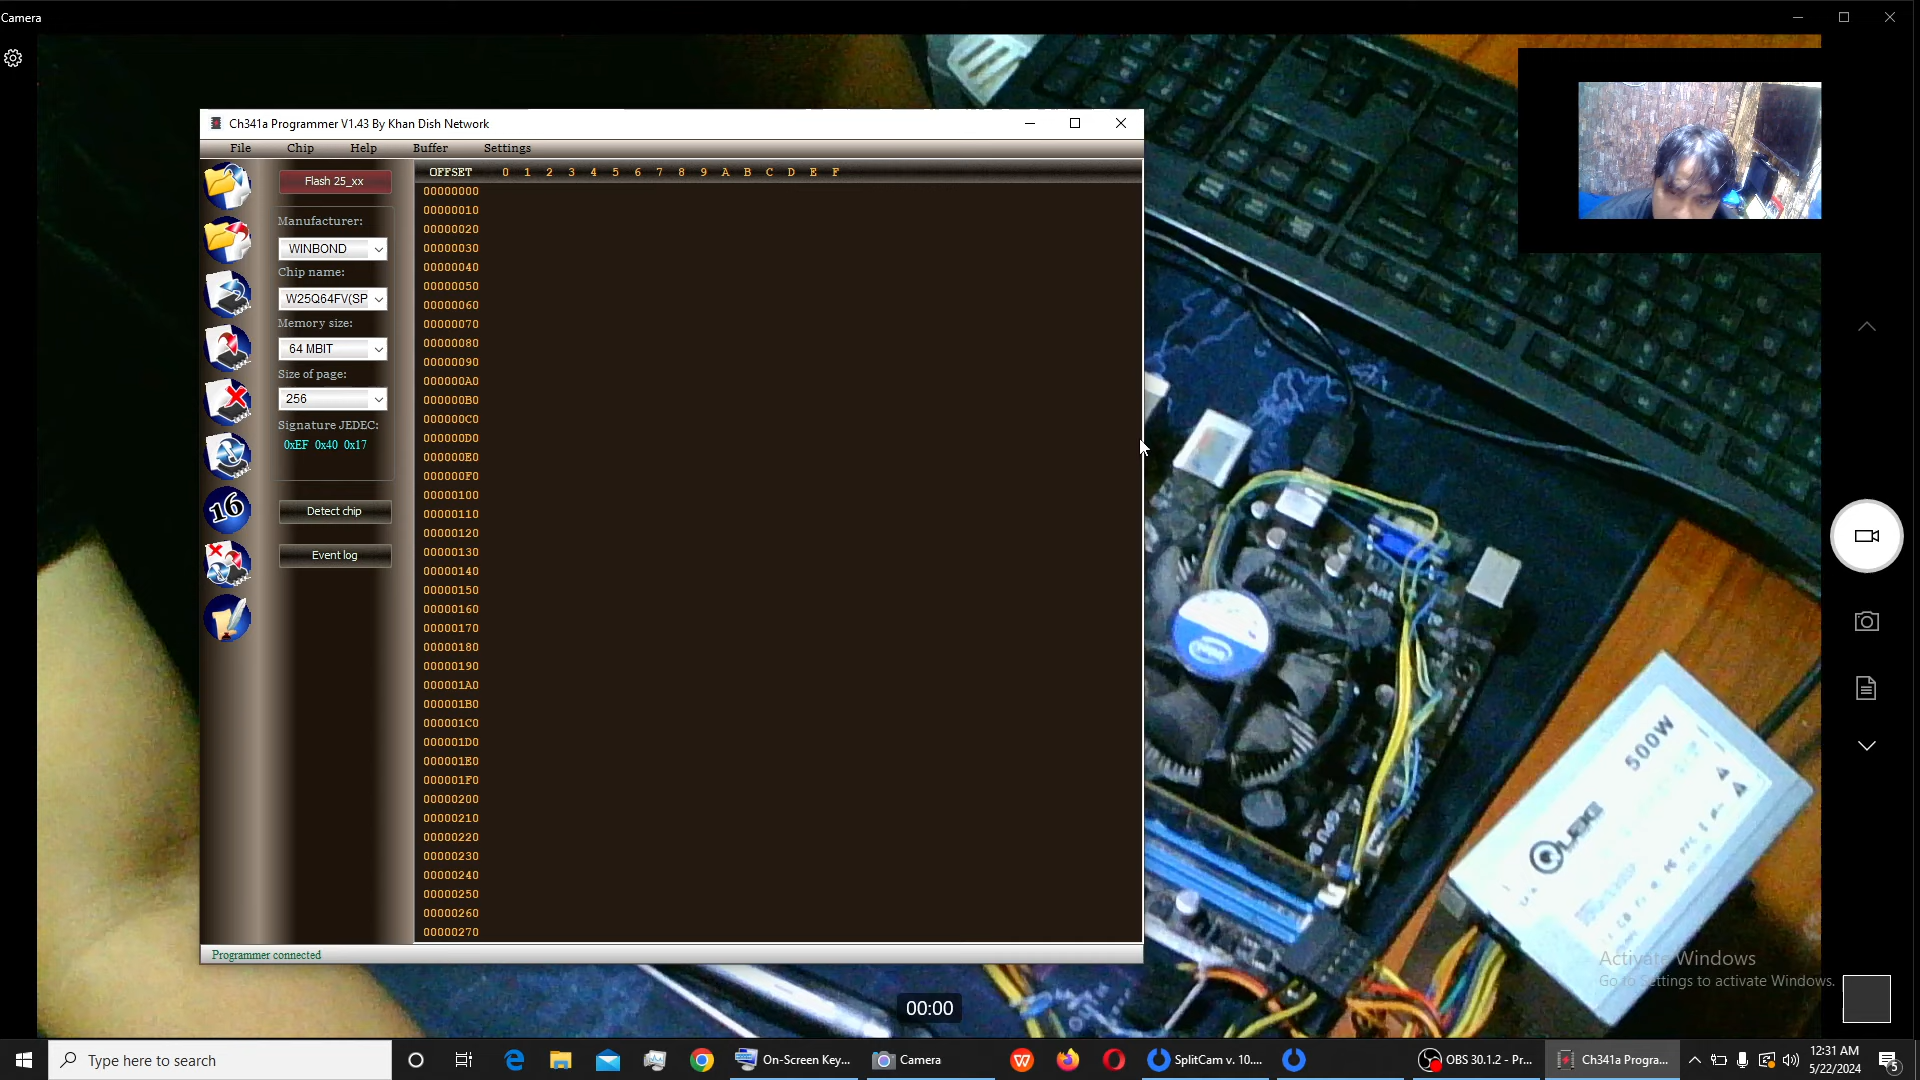 Camera
Ch341a Programmer V1.43 By Khan Dish Network
File Chip Help Buffer Settings
Flash 25_xx
Manufacturer:
WINBOND
Chip name:
W25Q64FV(SP
Memory size:
64 MBIT
Size of page:
256
Signature JEDEC:
0xEF 0x40 0x17
16
Detect chip
Event log
OFFSET 0 1 2 3 4 5 6 7 8 9 A B C D E F
00000000
00000010
00000020
00000030
00000040
00000050
00000060
00000070
00000080
00000090
000000A0
000000B0
000000C0
000000D0
000000E0
000000F0
00000100
00000110
00000120
00000130
00000140
00000150
00000160
00000170
00000180
00000190
000001A0
000001B0
000001C0
000001D0
000001E0
000001F0
00000200
00000210
00000220
00000230
00000240
00000250
00000260
00000270
Programmer connected
500W
Activate Windows
Go to Settings to activate Windows.
00:00
Type here to search
On-Screen Key...
Camera
SplitCam v. 10....
OBS 30.1.2 - Pr...
Ch341a Progra...
12:31 AM
5/22/2024
5